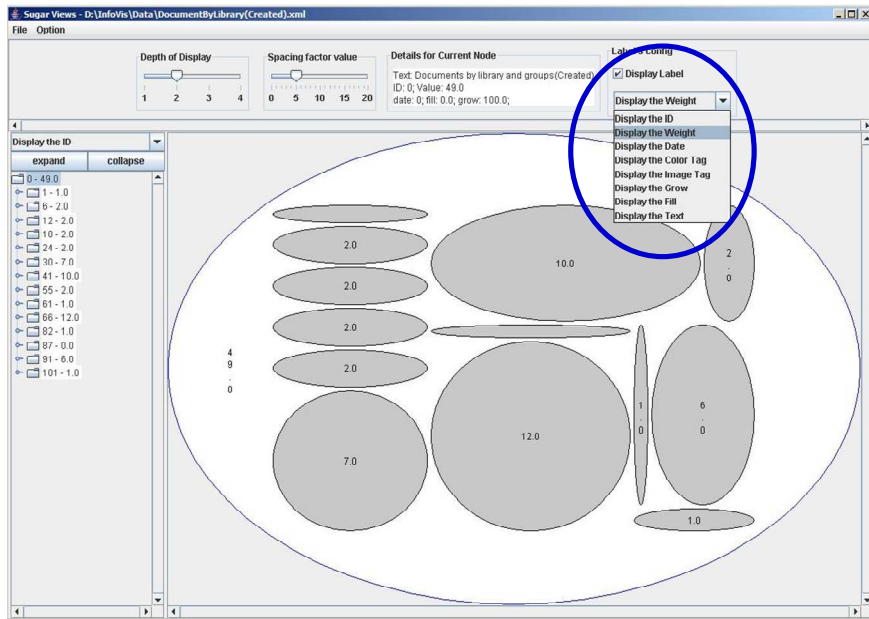 Sugar Views - D:\InfoVis\Data\DocumentByLibrary(Created).xml
File Option
Depth of Display
1 2 3 4
Spacing factor value
0 5 10 15 20
Details for Current Node
Text: Documents by library and groups(Created)
ID: 0; Value: 49.0
date: 0; fill: 0.0; grow: 100.0;
Display Label
Display the Weight
Display the ID
Display the Weight
Display the Date
Display the Color Tag
Display the Image Tag
Display the Grow
Display the Fill
Display the Text
Display the ID
expand collapse
0 - 49.0
1 - 1.0
6 - 2.0
12 - 2.0
10 - 2.0
24 - 2.0
30 - 7.0
41 - 10.0
55 - 2.0
61 - 1.0
66 - 12.0
82 - 1.0
87 - 0.0
91 - 6.0
101 - 1.0
49.0
2.0
2.0
2.0
2.0
7.0
10.0
2.0
12.0
1.0
6.0
1.0